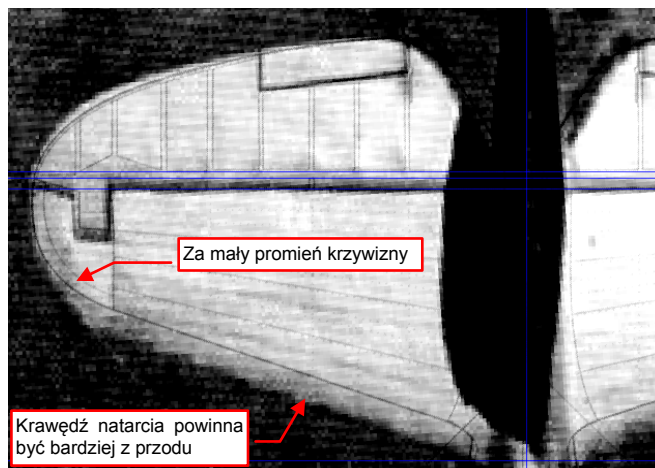 Za mały promień krzywizny
Krawędź natarcia powinna
być bardziej z przodu